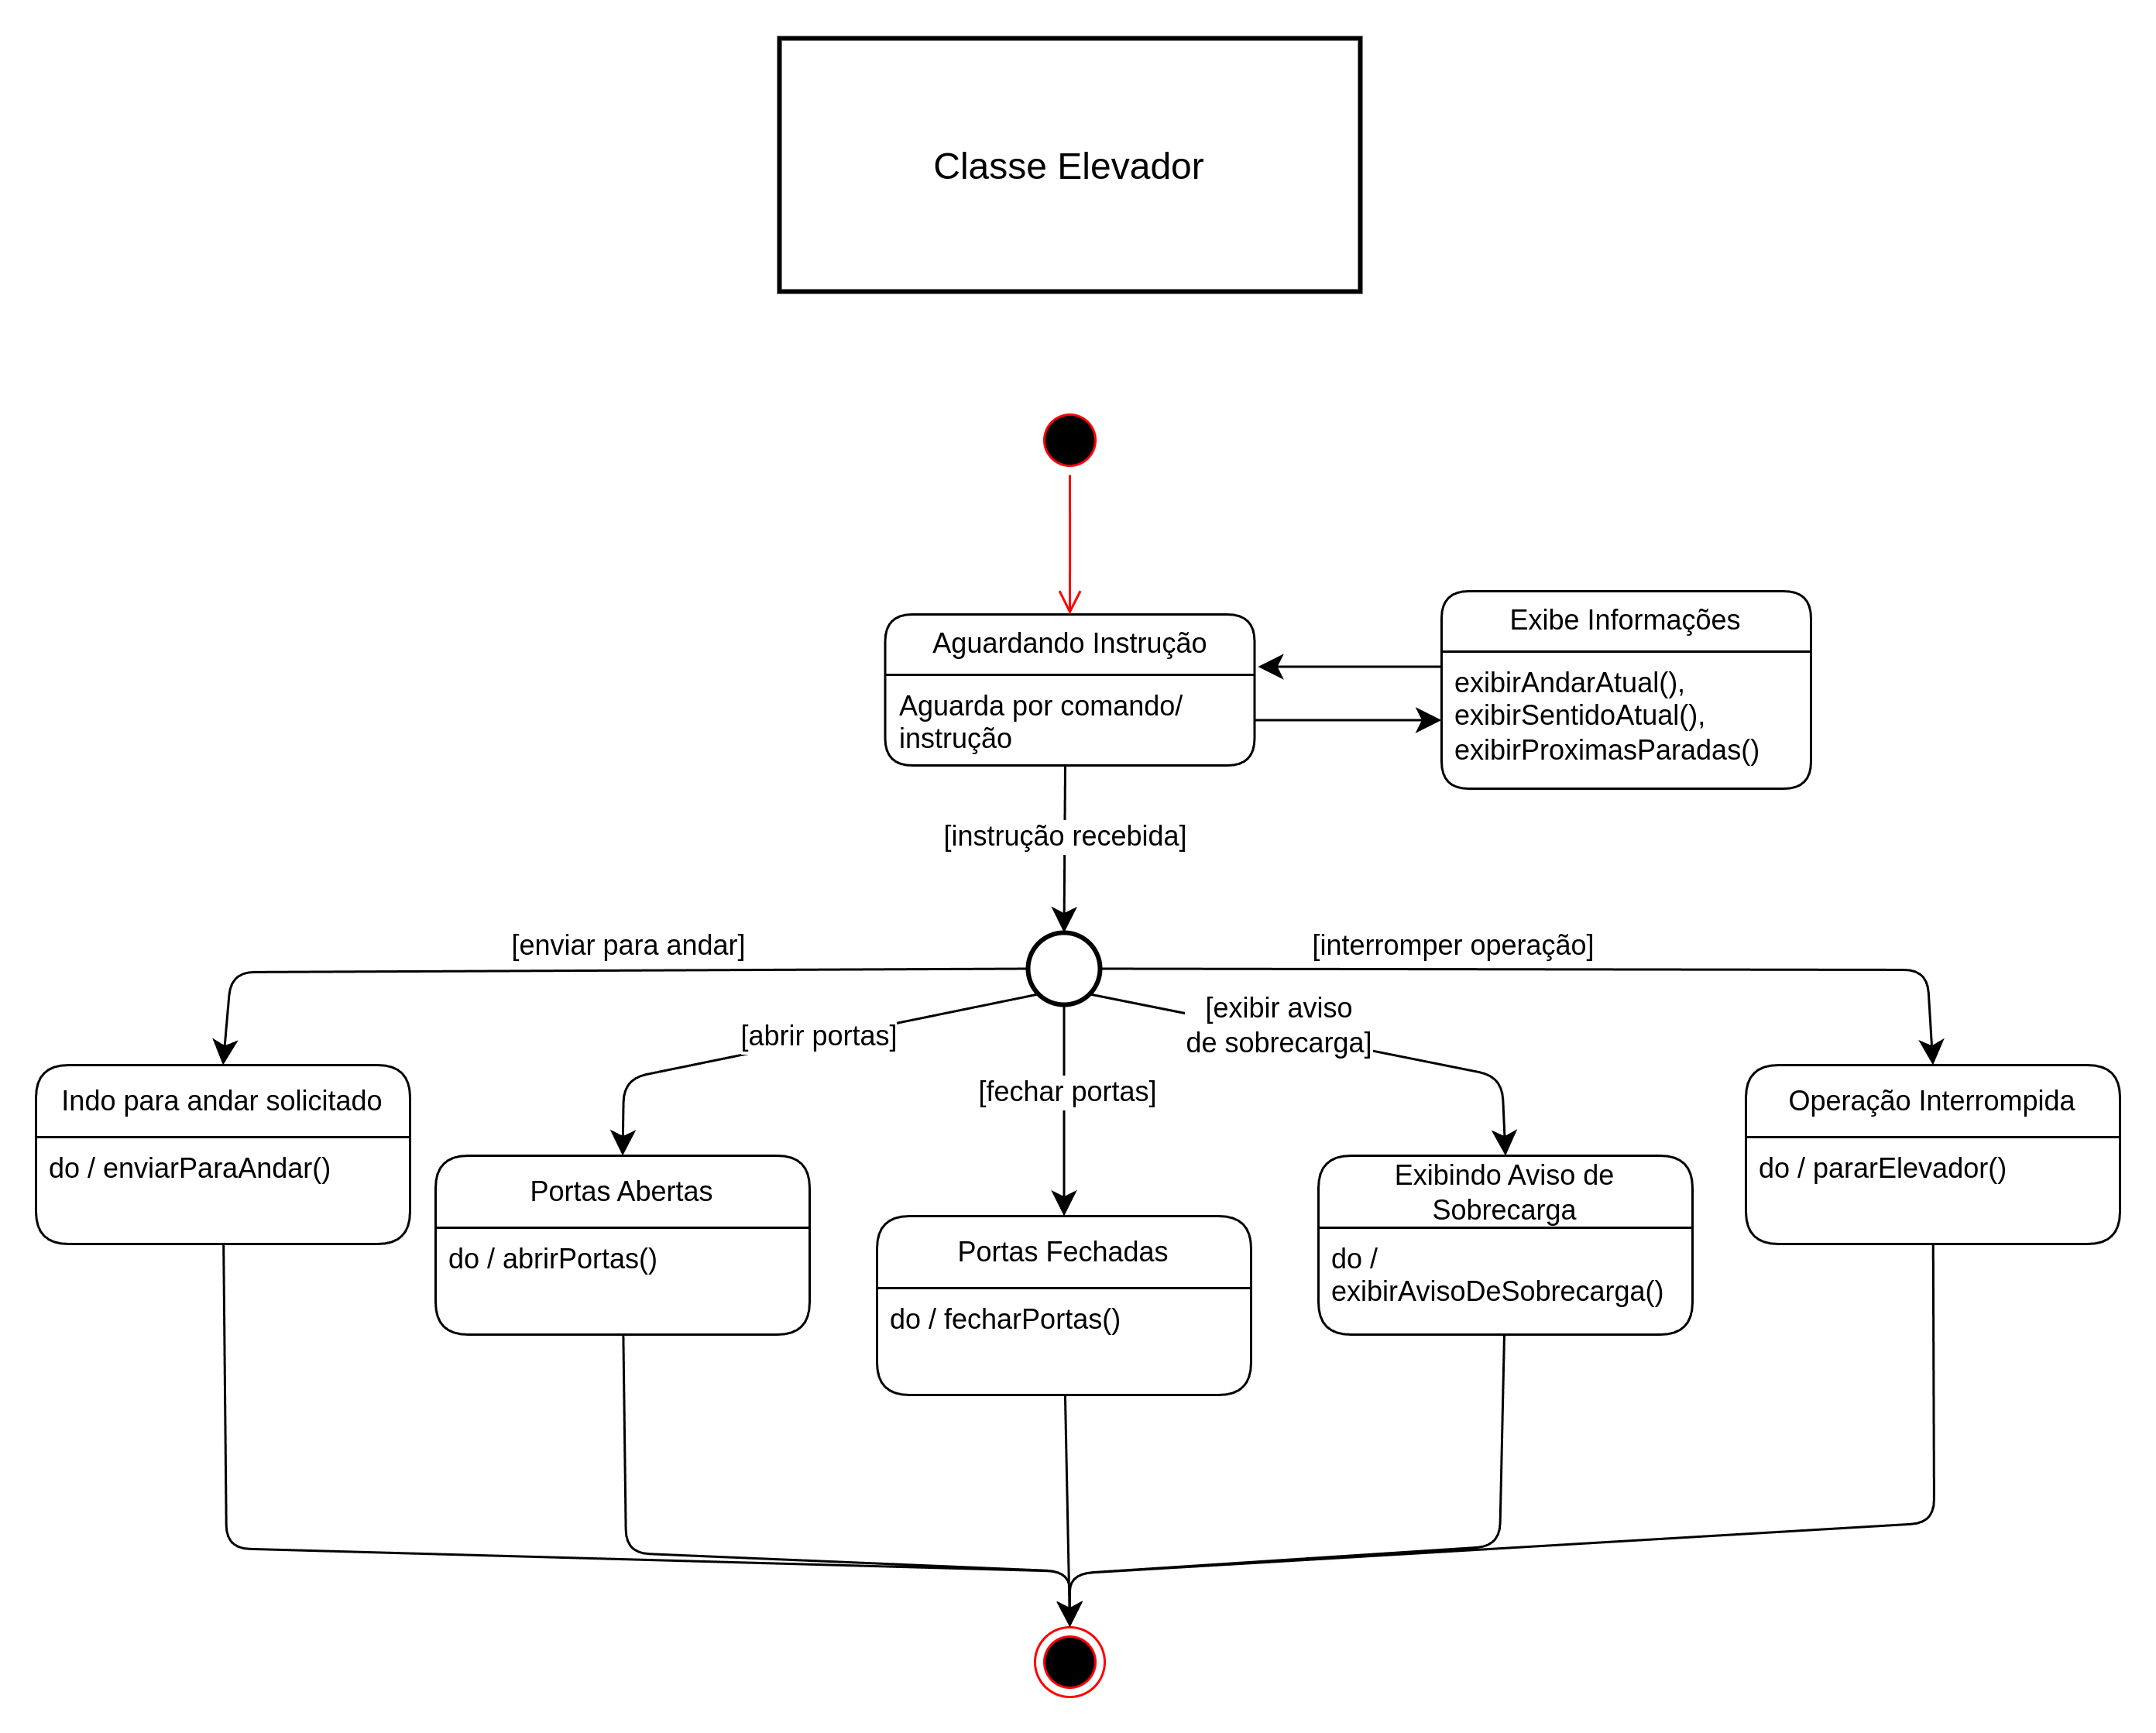 Classe Elevador
Aguardando Instrução
Aguarda por comando/
instrução
Exibe Informações
exibirAndarAtual(),
exibirSentidoAtual(),
exibirProximasParadas()
[instrução recebida]
[enviar para andar]
[interromper operação]
[abrir portas]
[exibir aviso
de sobrecarga]
[fechar portas]
Indo para andar solicitado
do / enviarParaAndar()
Portas Abertas
do / abrirPortas()
Portas Fechadas
do / fecharPortas()
Exibindo Aviso de
Sobrecarga
do /
exibirAvisoDeSobrecarga()
Operação Interrompida
do / pararElevador()